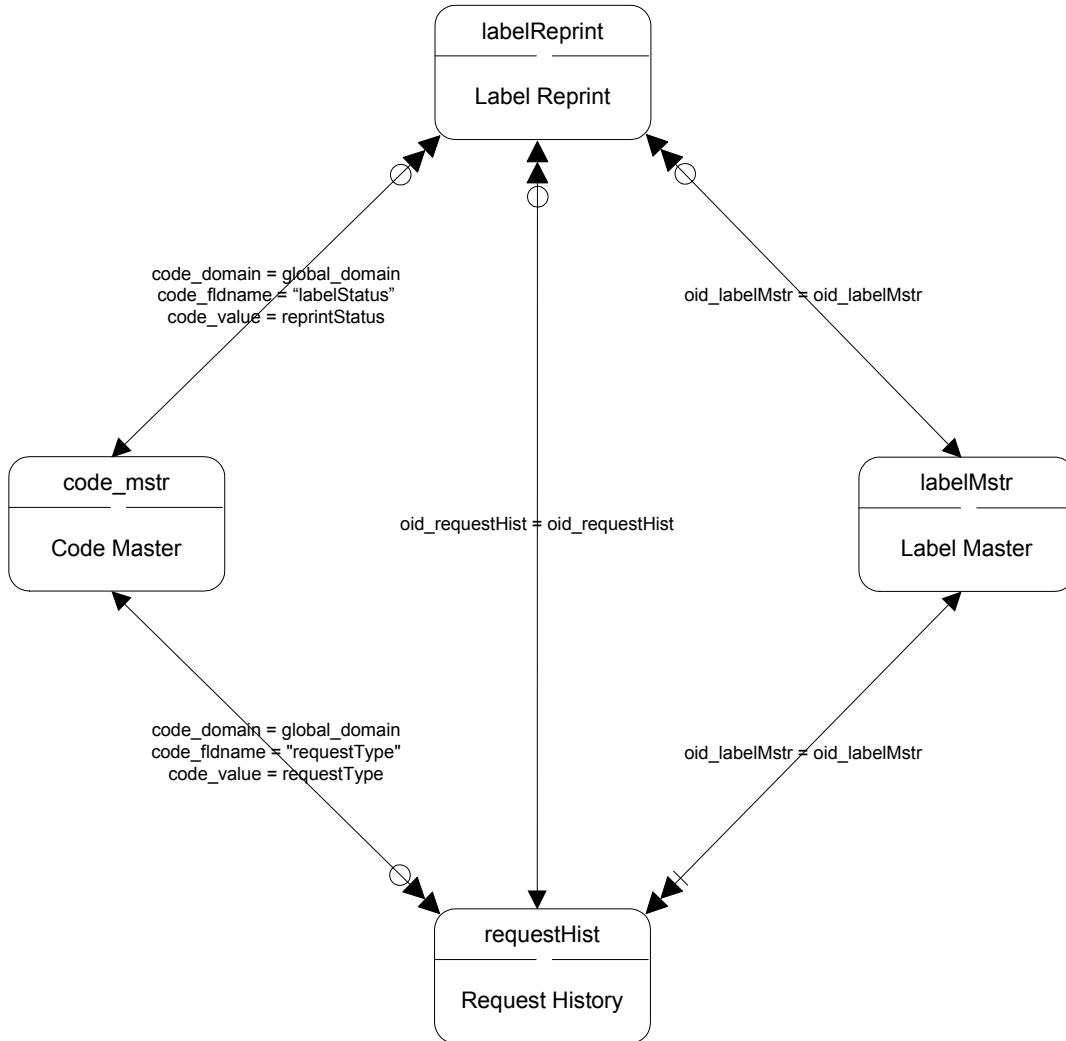 labelReprint
Label Reprint
code_domain = global_domain
code_fldname = “labelStatus”
code_value = reprintStatus
oid_labelMstr = oid_labelMstr
code_mstr
Code Master
oid_requestHist = oid_requestHist
labelMstr
Label Master
code_domain = global_domain
code_fldname = "requestType"
code_value = requestType
oid_labelMstr = oid_labelMstr
requestHist
Request History